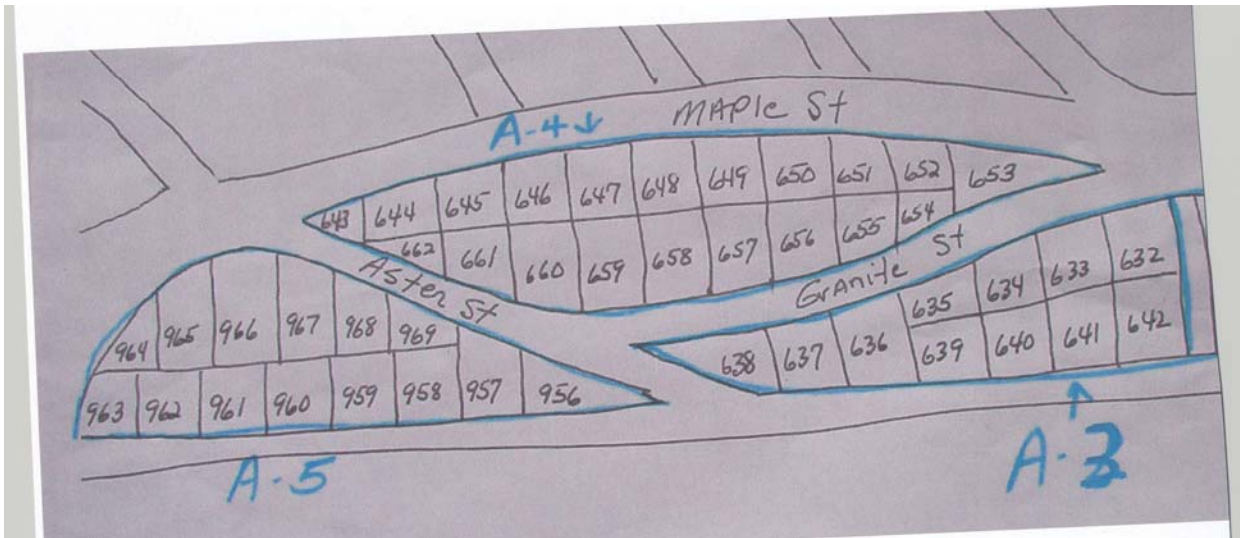 MAPle St
A-4↓
643 644 645 646 647 648 649 650 651 652 653
662 661 660 659 658 657 656 655 654
Aster St
Granite St
964 965 966 967 968 969
963 962 961 960 959 958 957 956
635 634 633 632
638 637 636 639 640 641 642
A-5